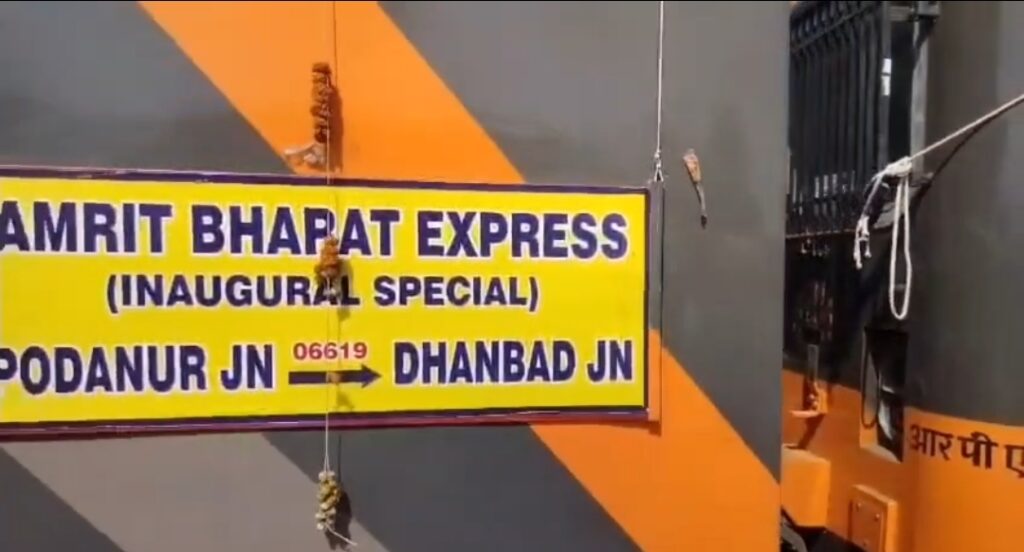 AMRIT BHARAT EXPRESS
(INAUGURAL SPECIAL)
PODANUR JN 06619 DHANBAD JN
आर पी